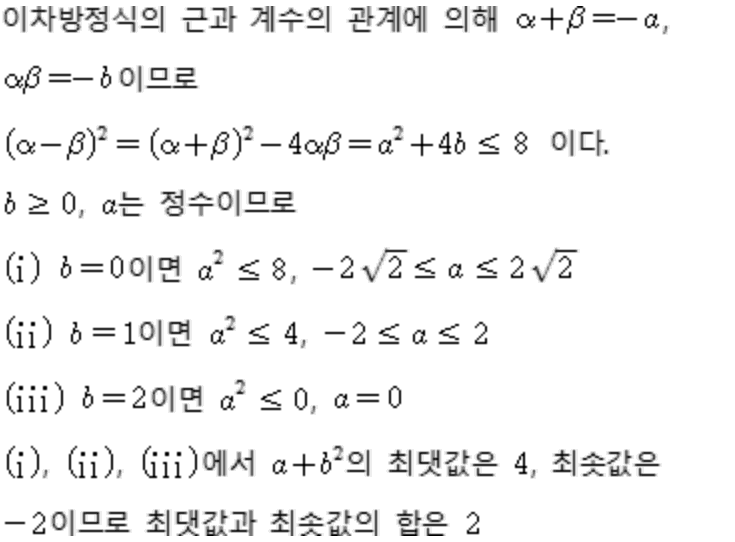 이차방정식의 근과 계수의 관계에 의해 α+β=−a,
αβ=−b이므로
(α−β)²=(α+β)²−4αβ=a²+4b≤8 이다.
b≥0, a는 정수이므로
(i) b=0이면 a²≤8, −2√2≤a≤2√2
(ii) b=1이면 a²≤4, −2≤a≤2
(iii) b=2이면 a²≤0, a=0
(i), (ii), (iii)에서 a+b²의 최댓값은 4, 최솟값은
−2이므로 최댓값과 최솟값의 합은 2